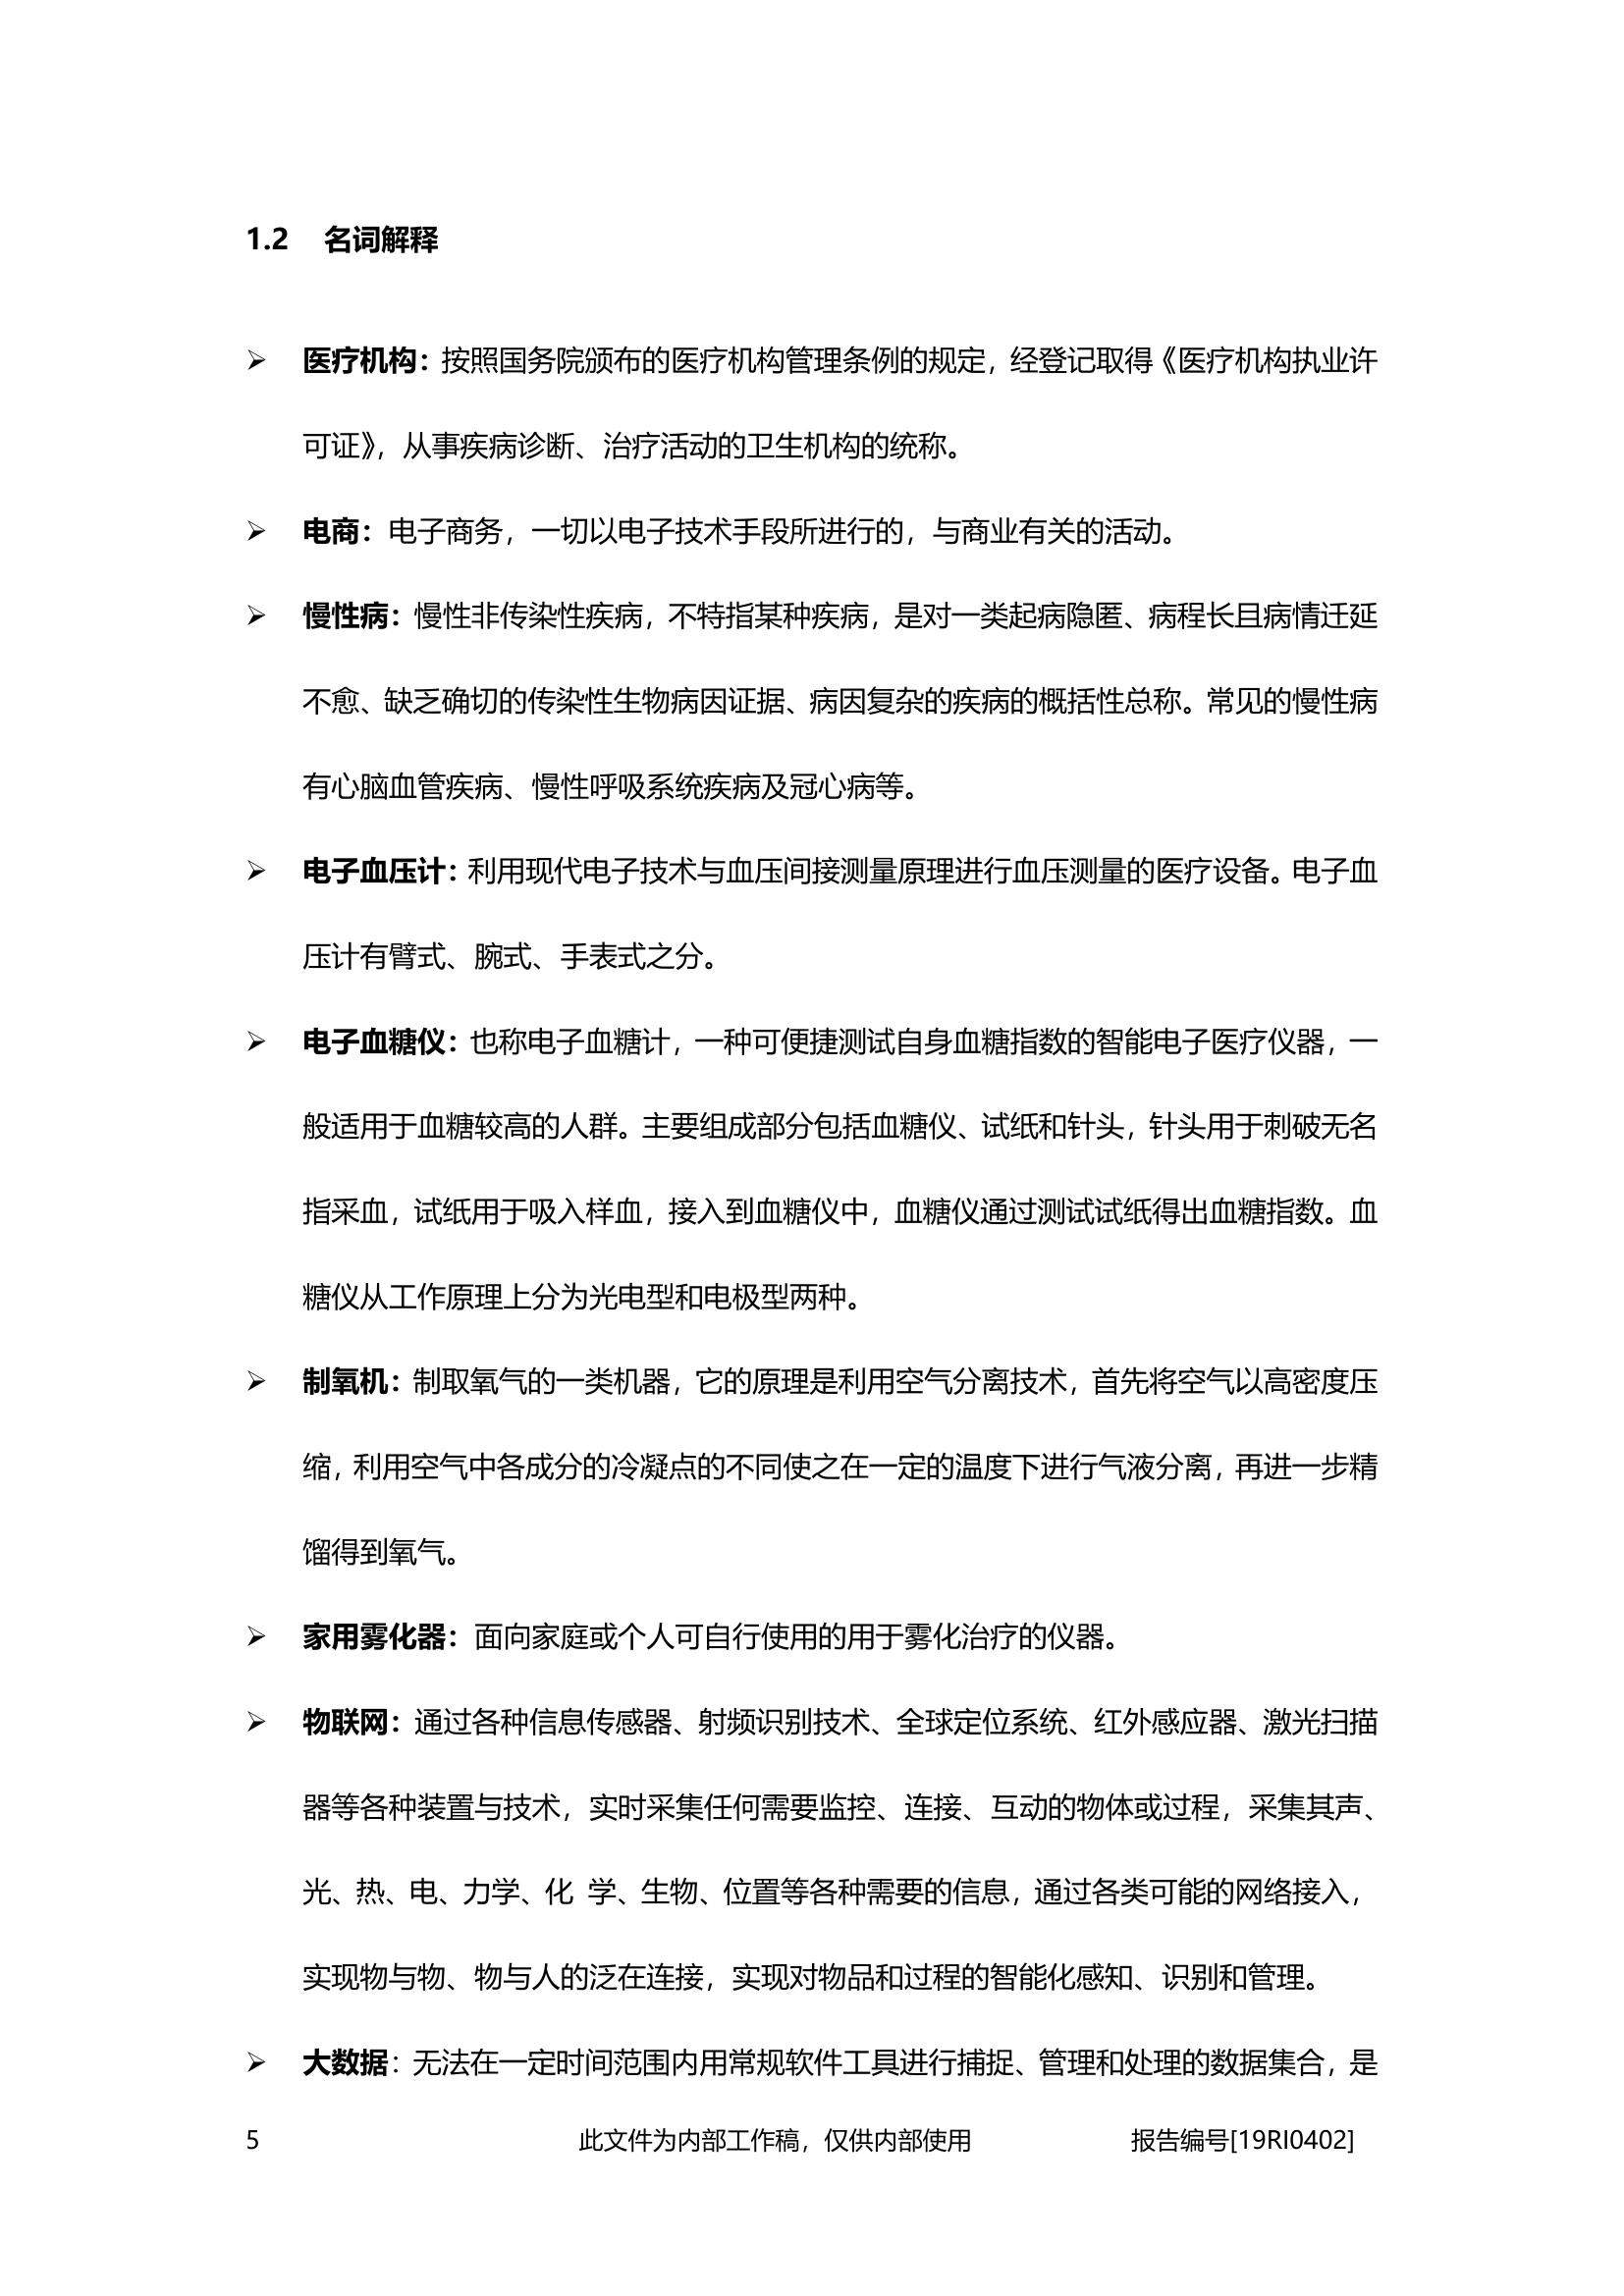 1.2 名词解释
➢ 医疗机构：按照国务院颁布的医疗机构管理条例的规定，经登记取得《医疗机构执业许
可证》，从事疾病诊断、治疗活动的卫生机构的统称。
➢ 电商：电子商务，一切以电子技术手段所进行的，与商业有关的活动。
➢ 慢性病：慢性非传染性疾病，不特指某种疾病，是对一类起病隐匿、病程长且病情迁延
不愈、缺乏确切的传染性生物病因证据、病因复杂的疾病的概括性总称。常见的慢性病
有心脑血管疾病、慢性呼吸系统疾病及冠心病等。
➢ 电子血压计：利用现代电子技术与血压间接测量原理进行血压测量的医疗设备。电子血
压计有臂式、腕式、手表式之分。
➢ 电子血糖仪：也称电子血糖计，一种可便捷测试自身血糖指数的智能电子医疗仪器，一
般适用于血糖较高的人群。主要组成部分包括血糖仪、试纸和针头，针头用于刺破无名
指采血，试纸用于吸入样血，接入到血糖仪中，血糖仪通过测试试纸得出血糖指数。血
糖仪从工作原理上分为光电型和电极型两种。
➢ 制氧机：制取氧气的一类机器，它的原理是利用空气分离技术，首先将空气以高密度压
缩，利用空气中各成分的冷凝点的不同使之在一定的温度下进行气液分离，再进一步精
馏得到氧气。
➢ 家用雾化器：面向家庭或个人可自行使用的用于雾化治疗的仪器。
➢ 物联网：通过各种信息传感器、射频识别技术、全球定位系统、红外感应器、激光扫描
器等各种装置与技术，实时采集任何需要监控、连接、互动的物体或过程，采集其声、
光、热、电、力学、化 学、生物、位置等各种需要的信息，通过各类可能的网络接入，
实现物与物、物与人的泛在连接，实现对物品和过程的智能化感知、识别和管理。
➢ 大数据：无法在一定时间范围内用常规软件工具进行捕捉、管理和处理的数据集合，是
5 此文件为内部工作稿，仅供内部使用 报告编号[19RI0402]